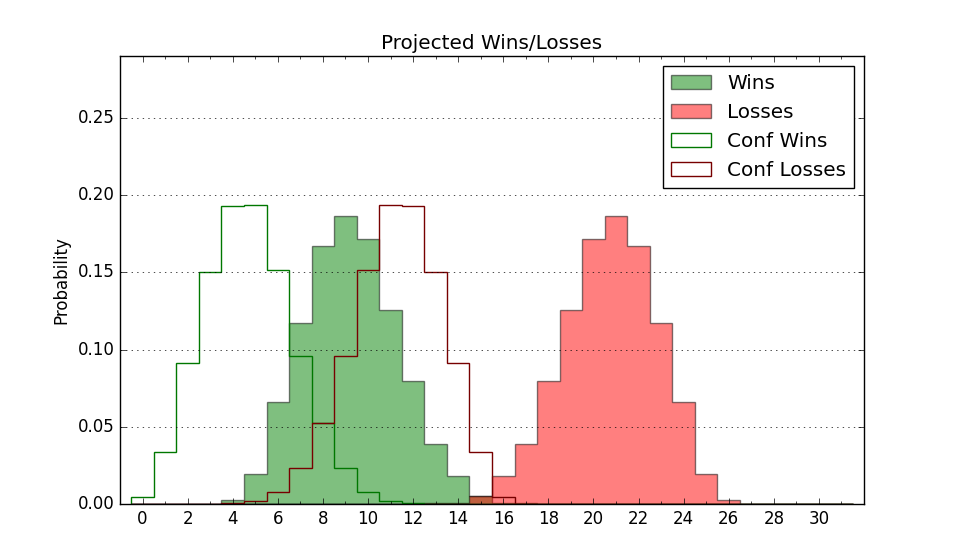 Projected Wins/Losses
Wins
Losses
Conf Wins
Conf Losses
Probability
0.25
0.20
0.15
0.10
0.05
0.00
0 2 4 6 8 10 12 14 16 18 20 22 24 26 28 30